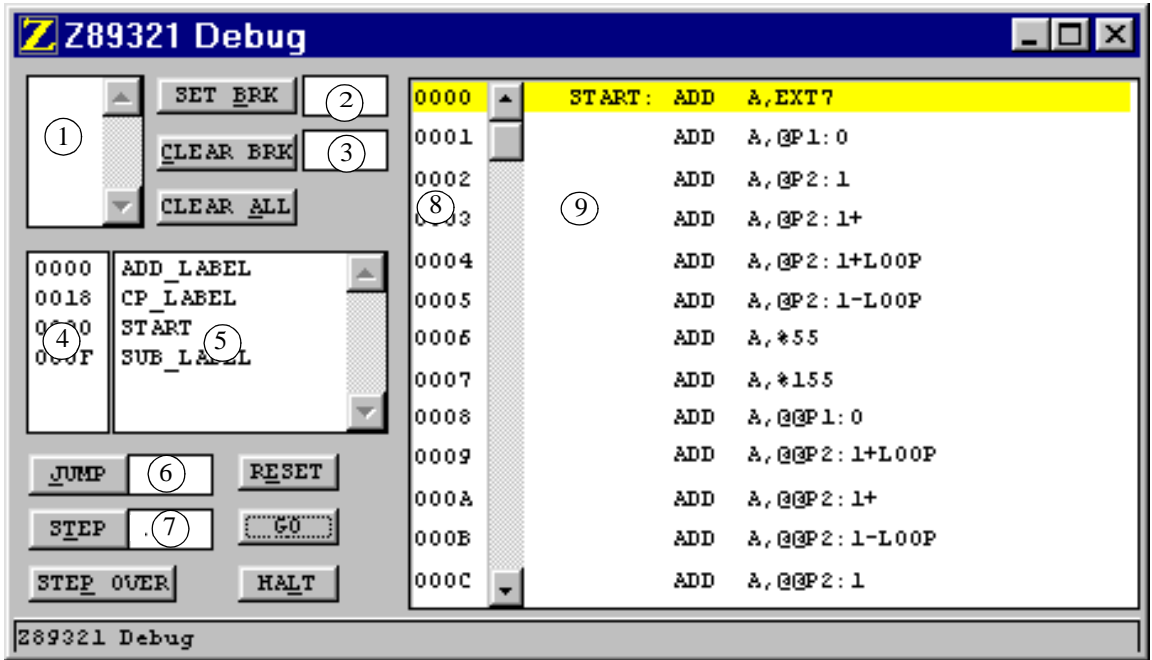 Z Z89321 Debug
1
SET BRK
2
CLEAR BRK
3
CLEAR ALL
0000 ADD_LABEL
0018 CP_LABEL
START
SUB_LABEL
4
5
JUMP
6
RESET
STEP
7
GO
STEP OVER
HALT
0000 START: ADD A,EXT7
0001 ADD A,@P1:0
0002 ADD A,@P2:1
8
9
ADD A,@P2:1+
0004 ADD A,@P2:1+LOOP
0005 ADD A,@P2:1-LOOP
0006 ADD A,%55
0007 ADD A,%155
0008 ADD A,@@P1:0
0009 ADD A,@@P2:1+LOOP
000A ADD A,@@P2:1+
000B ADD A,@@P2:1-LOOP
000C ADD A,@@P2:1
Z89321 Debug